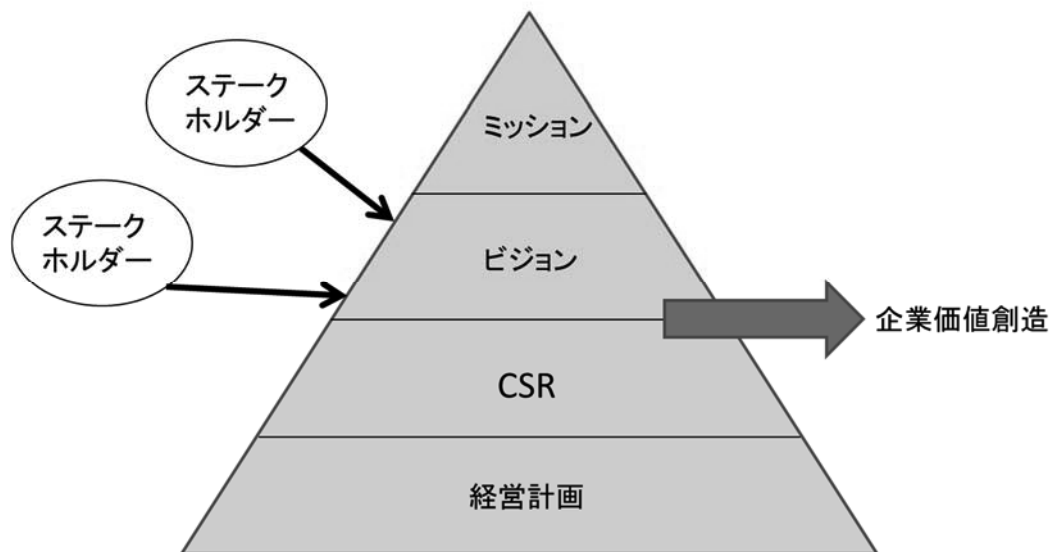 ステーク
ホルダー
ミッション
ステーク
ホルダー
ビジョン
企業価値創造
CSR
経営計画